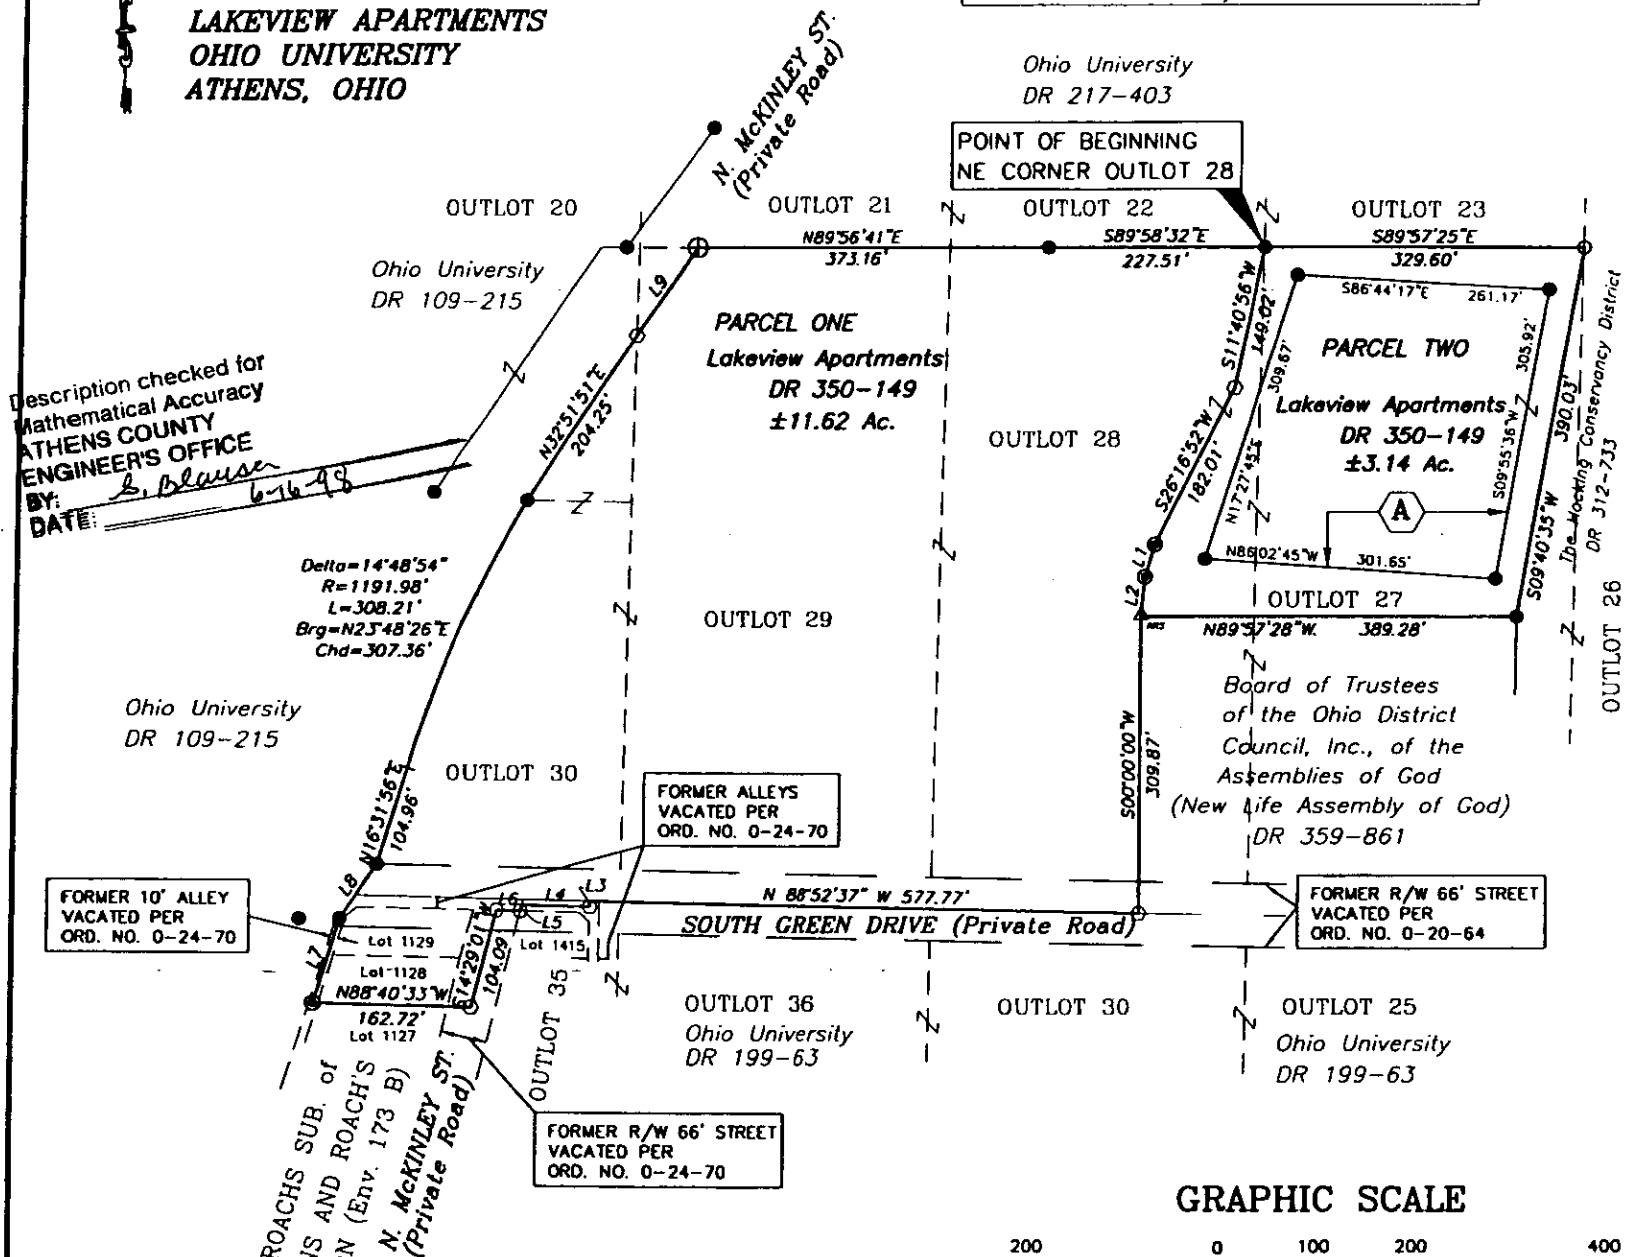 LAKEVIEW APARTMENTS
OHIO UNIVERSITY
ATHENS, OHIO
N. McKINLEY ST.
(Private Road)
Ohio University
DR 217-403
POINT OF BEGINNING
NE CORNER OUTLOT 28
OUTLOT 20
OUTLOT 21
OUTLOT 22
OUTLOT 23
N89°56'41"E
373.16'
S89°58'32"E
227.51'
S89°57'25"E
329.60'
Ohio University
DR 109-215
L9
PARCEL ONE
Lakeview Apartments
DR 350-149
±11.62 Ac.
S11°40'56"W
149.02'
S86°44'17"E 261.17'
309.67'
N17°27'45"E
PARCEL TWO
Lakeview Apartments
DR 350-149
±3.14 Ac.
305.92'
S09°55'36"W
390.03'
S09°40'35"W
The Hocking Conservancy District
DR 312-733
OUTLOT 26
Description checked for
Mathematical Accuracy
ATHENS COUNTY
ENGINEER'S OFFICE
BY: S. Blauser
DATE: 6-16-98
N32°51'51"E
204.25'
OUTLOT 28
S26°16'52"W
182.01'
A
N86°02'45"W 301.65'
L1
L2
OUTLOT 27
N89°57'28"W. 389.28'
Delta=14°48'54"
R=1191.98'
L=308.21'
Brg=N23°48'26"E
Chd=307.36'
OUTLOT 29
Board of Trustees
of the Ohio District
Council, Inc., of the
Assemblies of God
(New Life Assembly of God)
DR 359-861
Ohio University
DR 109-215
S00°00'00"W
309.87'
OUTLOT 30
N16°31'56"E
104.96'
FORMER ALLEYS
VACATED PER
ORD. NO. 0-24-70
FORMER 10' ALLEY
VACATED PER
ORD. NO. 0-24-70
L8
L6
L4
L3
L5
N 88°52'37" W 577.77'
SOUTH GREEN DRIVE (Private Road)
FORMER R/W 66' STREET
VACATED PER
ORD. NO. 0-20-64
L7
Lot 1129
Lot 1415
Lot 1128
S14°29'01"W
104.09
N88°40'33"W
162.72'
Lot 1127
OUTLOT 35
OUTLOT 36
Ohio University
DR 199-63
OUTLOT 30
OUTLOT 25
Ohio University
DR 199-63
ROACHS SUB. of
HS AND ROACH'S
N (Env. 173 B)
N. McKINLEY ST.
(Private Road)
FORMER R/W 66' STREET
VACATED PER
ORD. NO. 0-24-70
GRAPHIC SCALE
200 0 100 200 400